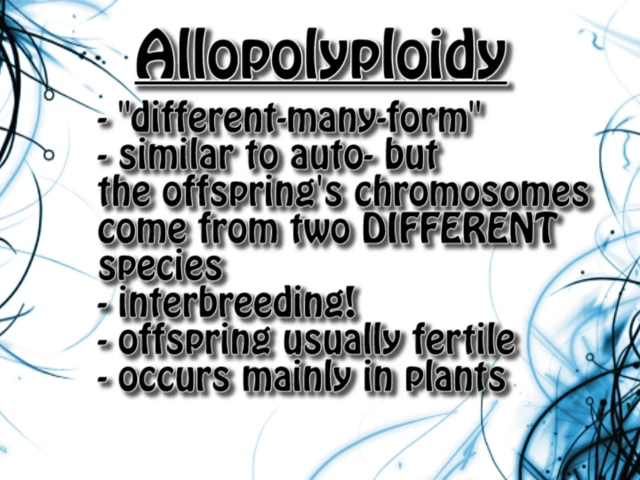 Allopolyploidy
- "different-many-form"
- similar to auto- but
the offspring's chromosomes
come from two DIFFERENT
species
- interbreeding!
- offspring usually fertile
- occurs mainly in plants